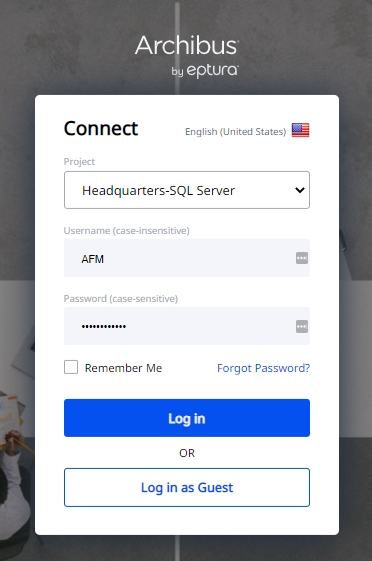 Archibus
by eptura
Connect
English (United States)
Project
Headquarters-SQL Server
Username (case-insensitive)
AFM
Password (case-sensitive)
••••••••••••
Remember Me
Forgot Password?
Log in
OR
Log in as Guest